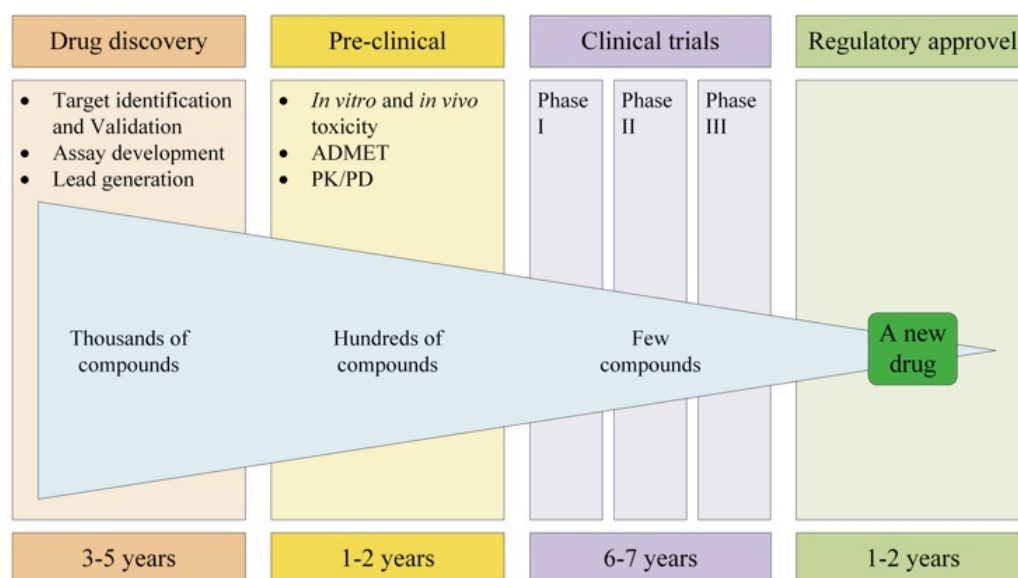 Drug discovery
Pre-clinical
Clinical trials
Regulatory approvel
• Target identification
and Validation
• Assay development
• Lead generation
• In vitro and in vivo
toxicity
• ADMET
• PK/PD
Phase
I
Phase
II
Phase
III
Thousands of
compounds
Hundreds of
compounds
Few
compounds
A new
drug
3-5 years
1-2 years
6-7 years
1-2 years